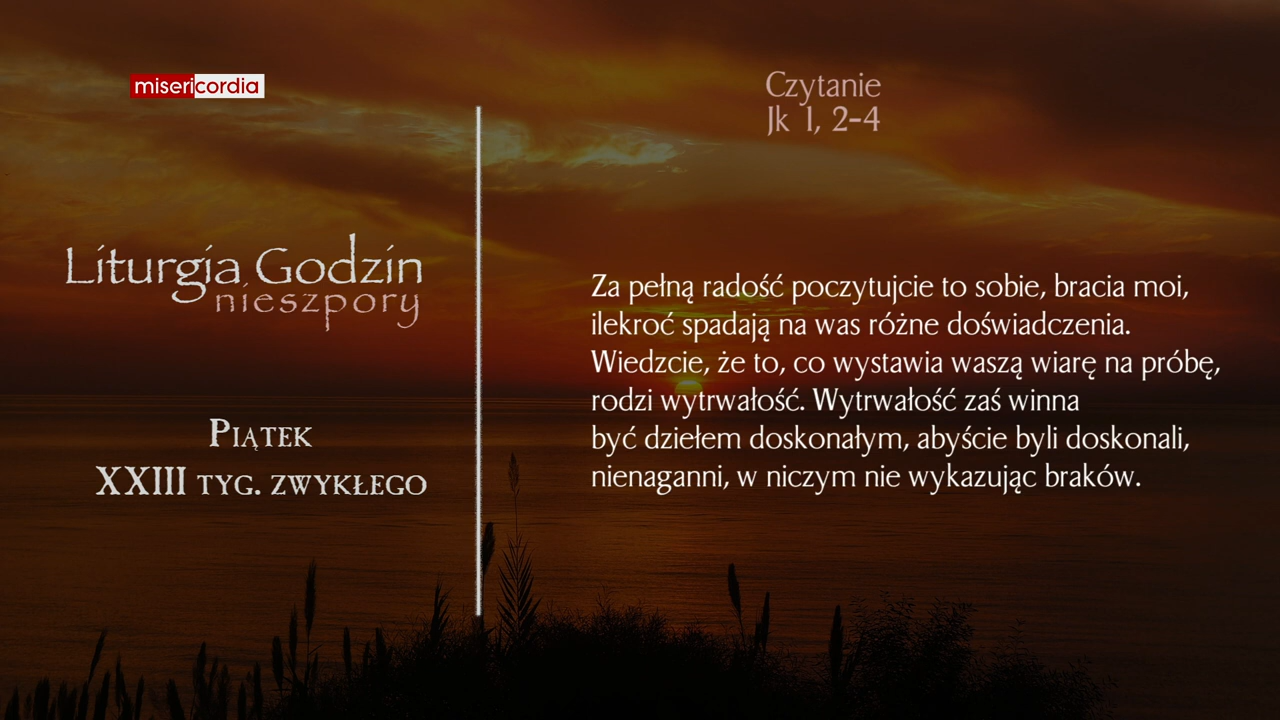 misericordia
Liturgia Godzin
nieszpory
Piątek
XXIII tyg. zwykłego
Czytanie
Jk 1, 2-4
Za pełną radość poczytujcie to sobie, bracia moi,
ilekroć spadają na was różne doświadczenia.
Wiedzcie, że to, co wystawia waszą wiarę na próbę,
rodzi wytrwałość. Wytrwałość zaś winna
być dziełem doskonałym, abyście byli doskonali,
nienaganni, w niczym nie wykazując braków.